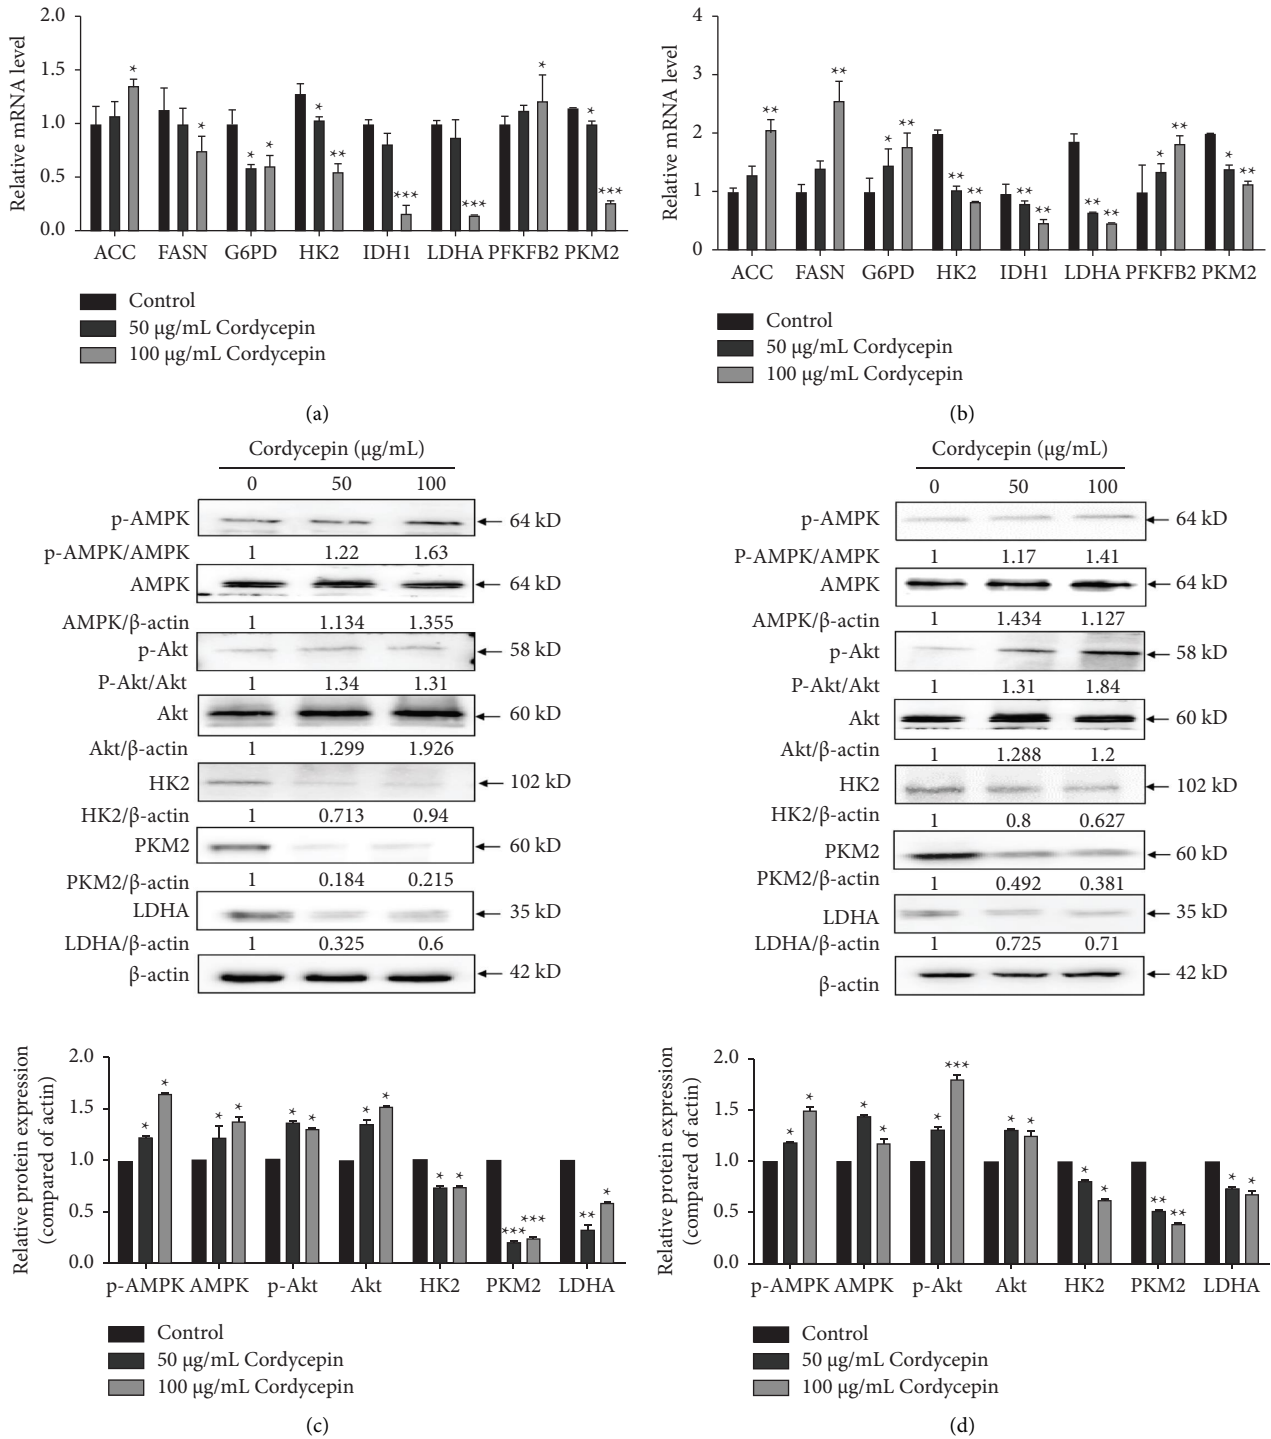 Relative mRNA level
2.0
1.5
1.0
0.5
0.0
* * * * * ** *** *** * * ***
ACC FASN G6PD HK2 IDH1 LDHA PFKFB2 PKM2
Control
50 μg/mL Cordycepin
100 μg/mL Cordycepin
(a)
Relative mRNA level
6
4
2
1
0
** ** * ** ** ** ** ** ** ** * ** * **
ACC FASN G6PD HK2 IDH1 LDHA PFKFB2 PKM2
Control
50 μg/mL Cordycepin
100 μg/mL Cordycepin
(b)
Cordycepin (μg/mL)
0 50 100
p-AMPK 64 kD
p-AMPK/AMPK 1 1.22 1.63
AMPK 64 kD
AMPK/β-actin 1 1.134 1.355
p-Akt 58 kD
P-Akt/Akt 1 1.34 1.31
Akt 60 kD
Akt/β-actin 1 1.299 1.926
HK2 102 kD
HK2/β-actin 1 0.713 0.94
PKM2 60 kD
PKM2/β-actin 1 0.184 0.215
LDHA 35 kD
LDHA/β-actin 1 0.325 0.6
β-actin 42 kD
Relative protein expression
(compared of actin)
2.0
1.5
1.0
0.5
0.0
* * * * * * * * * * *** *** ** *
p-AMPK AMPK p-Akt Akt HK2 PKM2 LDHA
Control
50 μg/mL Cordycepin
100 μg/mL Cordycepin
(c)
Cordycepin (μg/mL)
0 50 100
p-AMPK 64 kD
P-AMPK/AMPK 1 1.17 1.41
AMPK 64 kD
AMPK/β-actin 1 1.434 1.127
p-Akt 58 kD
P-Akt/Akt 1 1.31 1.84
Akt 60 kD
Akt/β-actin 1 1.288 1.2
HK2 102 kD
HK2/β-actin 1 0.8 0.627
PKM2 60 kD
PKM2/β-actin 1 0.492 0.381
LDHA 35 kD
LDHA/β-actin 1 0.725 0.71
β-actin 42 kD
Relative protein expression
(compared of actin)
2.0
1.5
1.0
0.5
0.0
* * * * * *** * * * * ** ** * *
p-AMPK AMPK p-Akt Akt HK2 PKM2 LDHA
Control
50 μg/mL Cordycepin
100 μg/mL Cordycepin
(d)